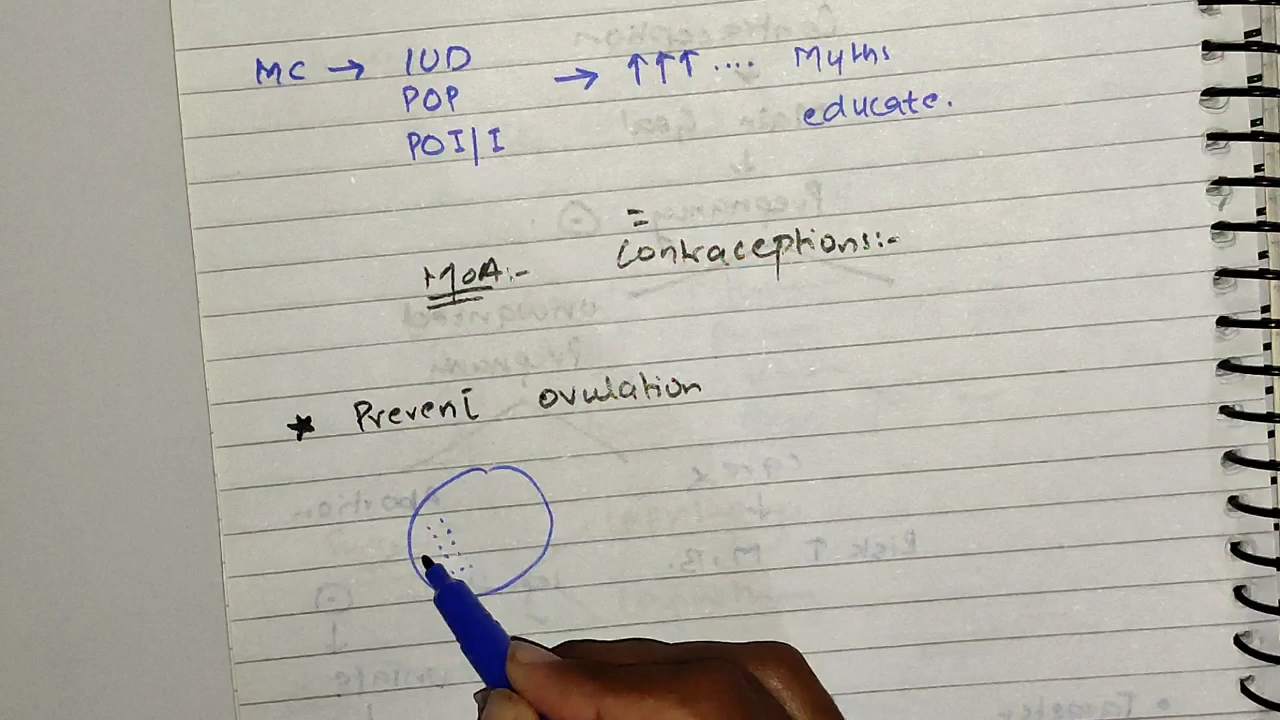 MC → IUD → ↑↑↑ .... Myths
POP educate.
POI/I
= Contraceptions:-
MOA:-
* Prevent ovulation